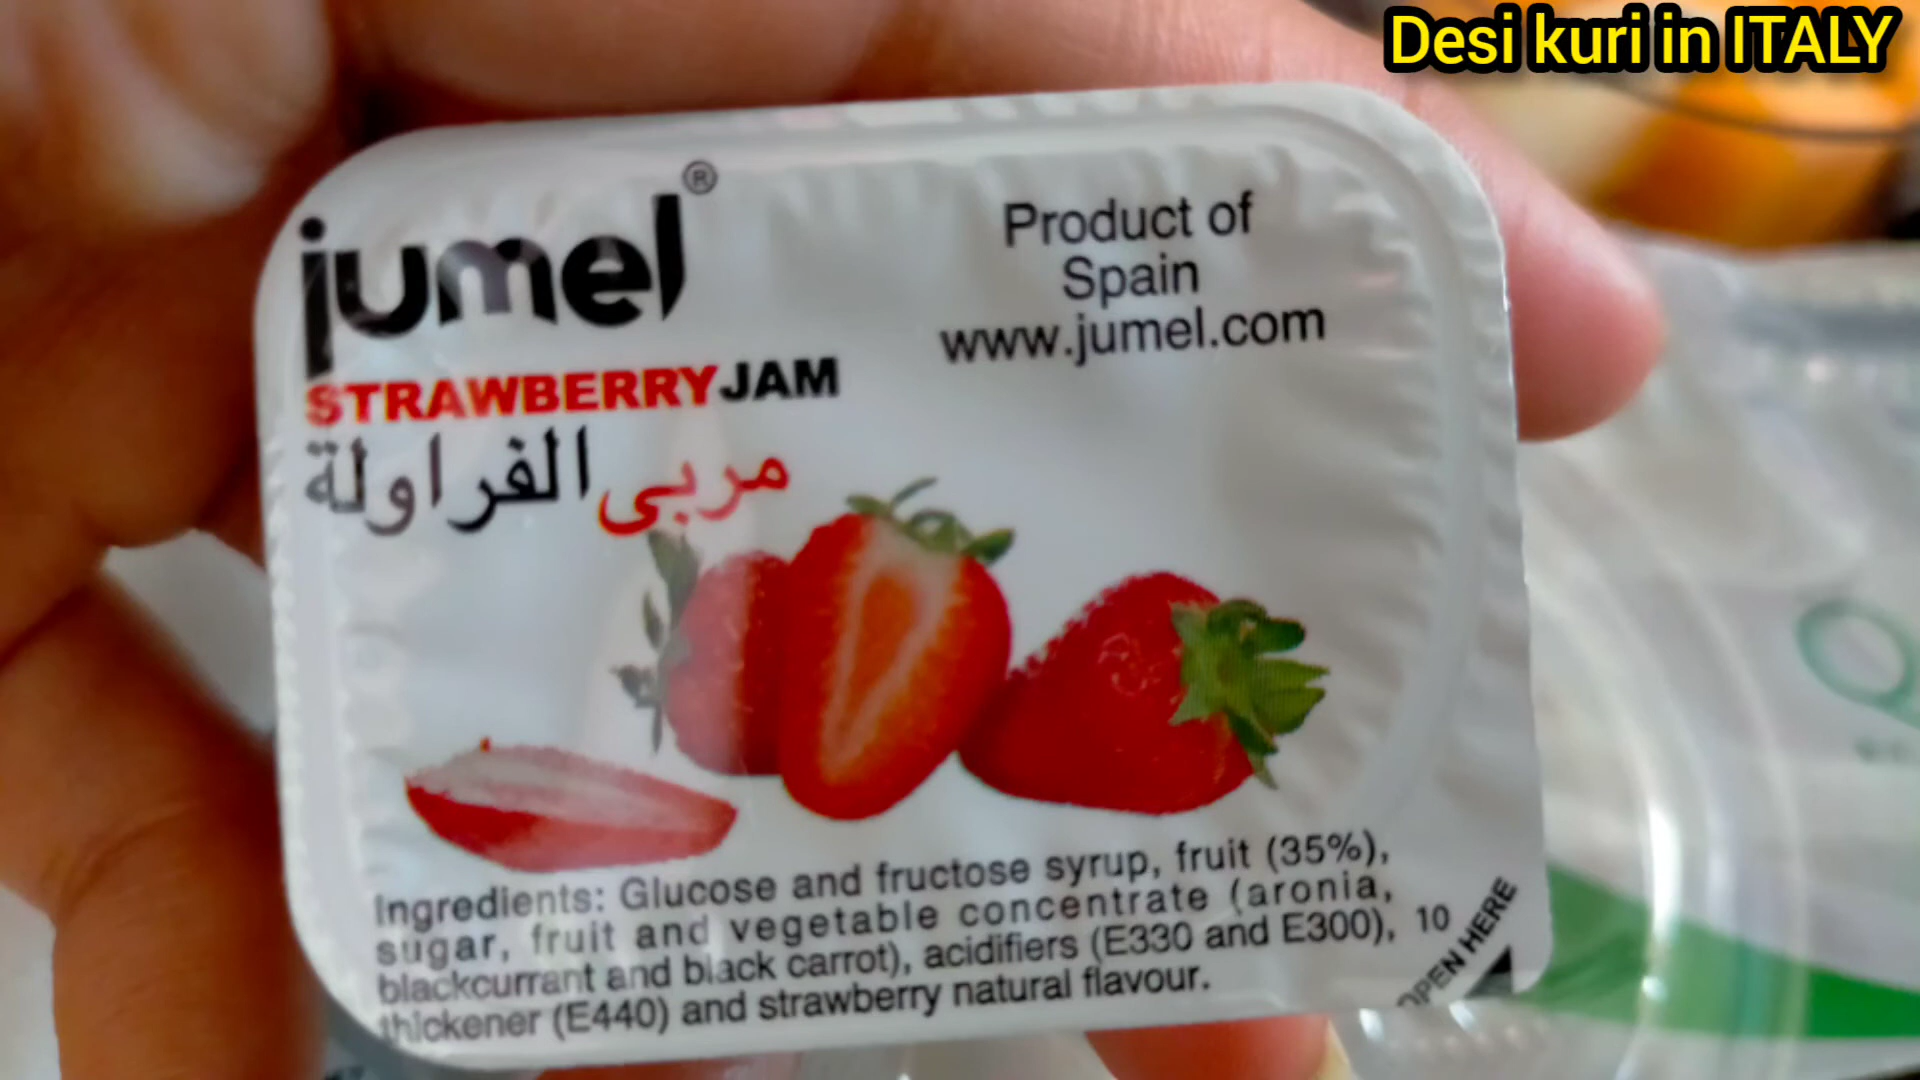 Desi kuri in ITALY
jumel®
Product of
Spain
www.jumel.com
STRAWBERRYJAM
مربى الفراولة
Ingredients: Glucose and fructose syrup, fruit (35%),
sugar, fruit and vegetable concentrate (aronia,
blackcurrant and black carrot), acidifiers (E330 and E300),
thickener (E440) and strawberry natural flavour.
10
OPEN HERE